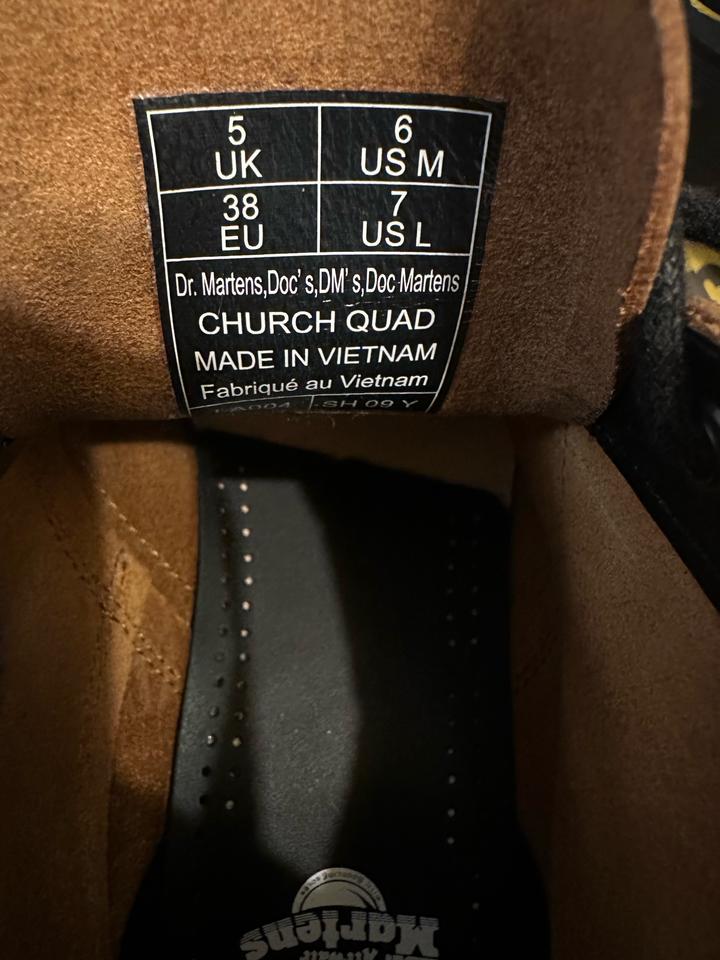 5
UK
6
US M
38
EU
7
US L
Dr. Martens,Doc's,DM's,Doc Martens
CHURCH QUAD
MADE IN VIETNAM
Fabriqué au Vietnam
SH 09 Y
Martens